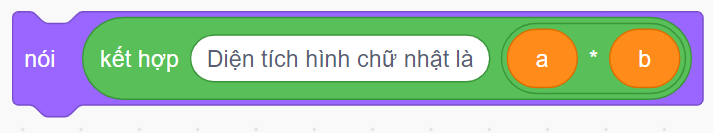 nói kết hợp Diện tích hình chữ nhật là a * b